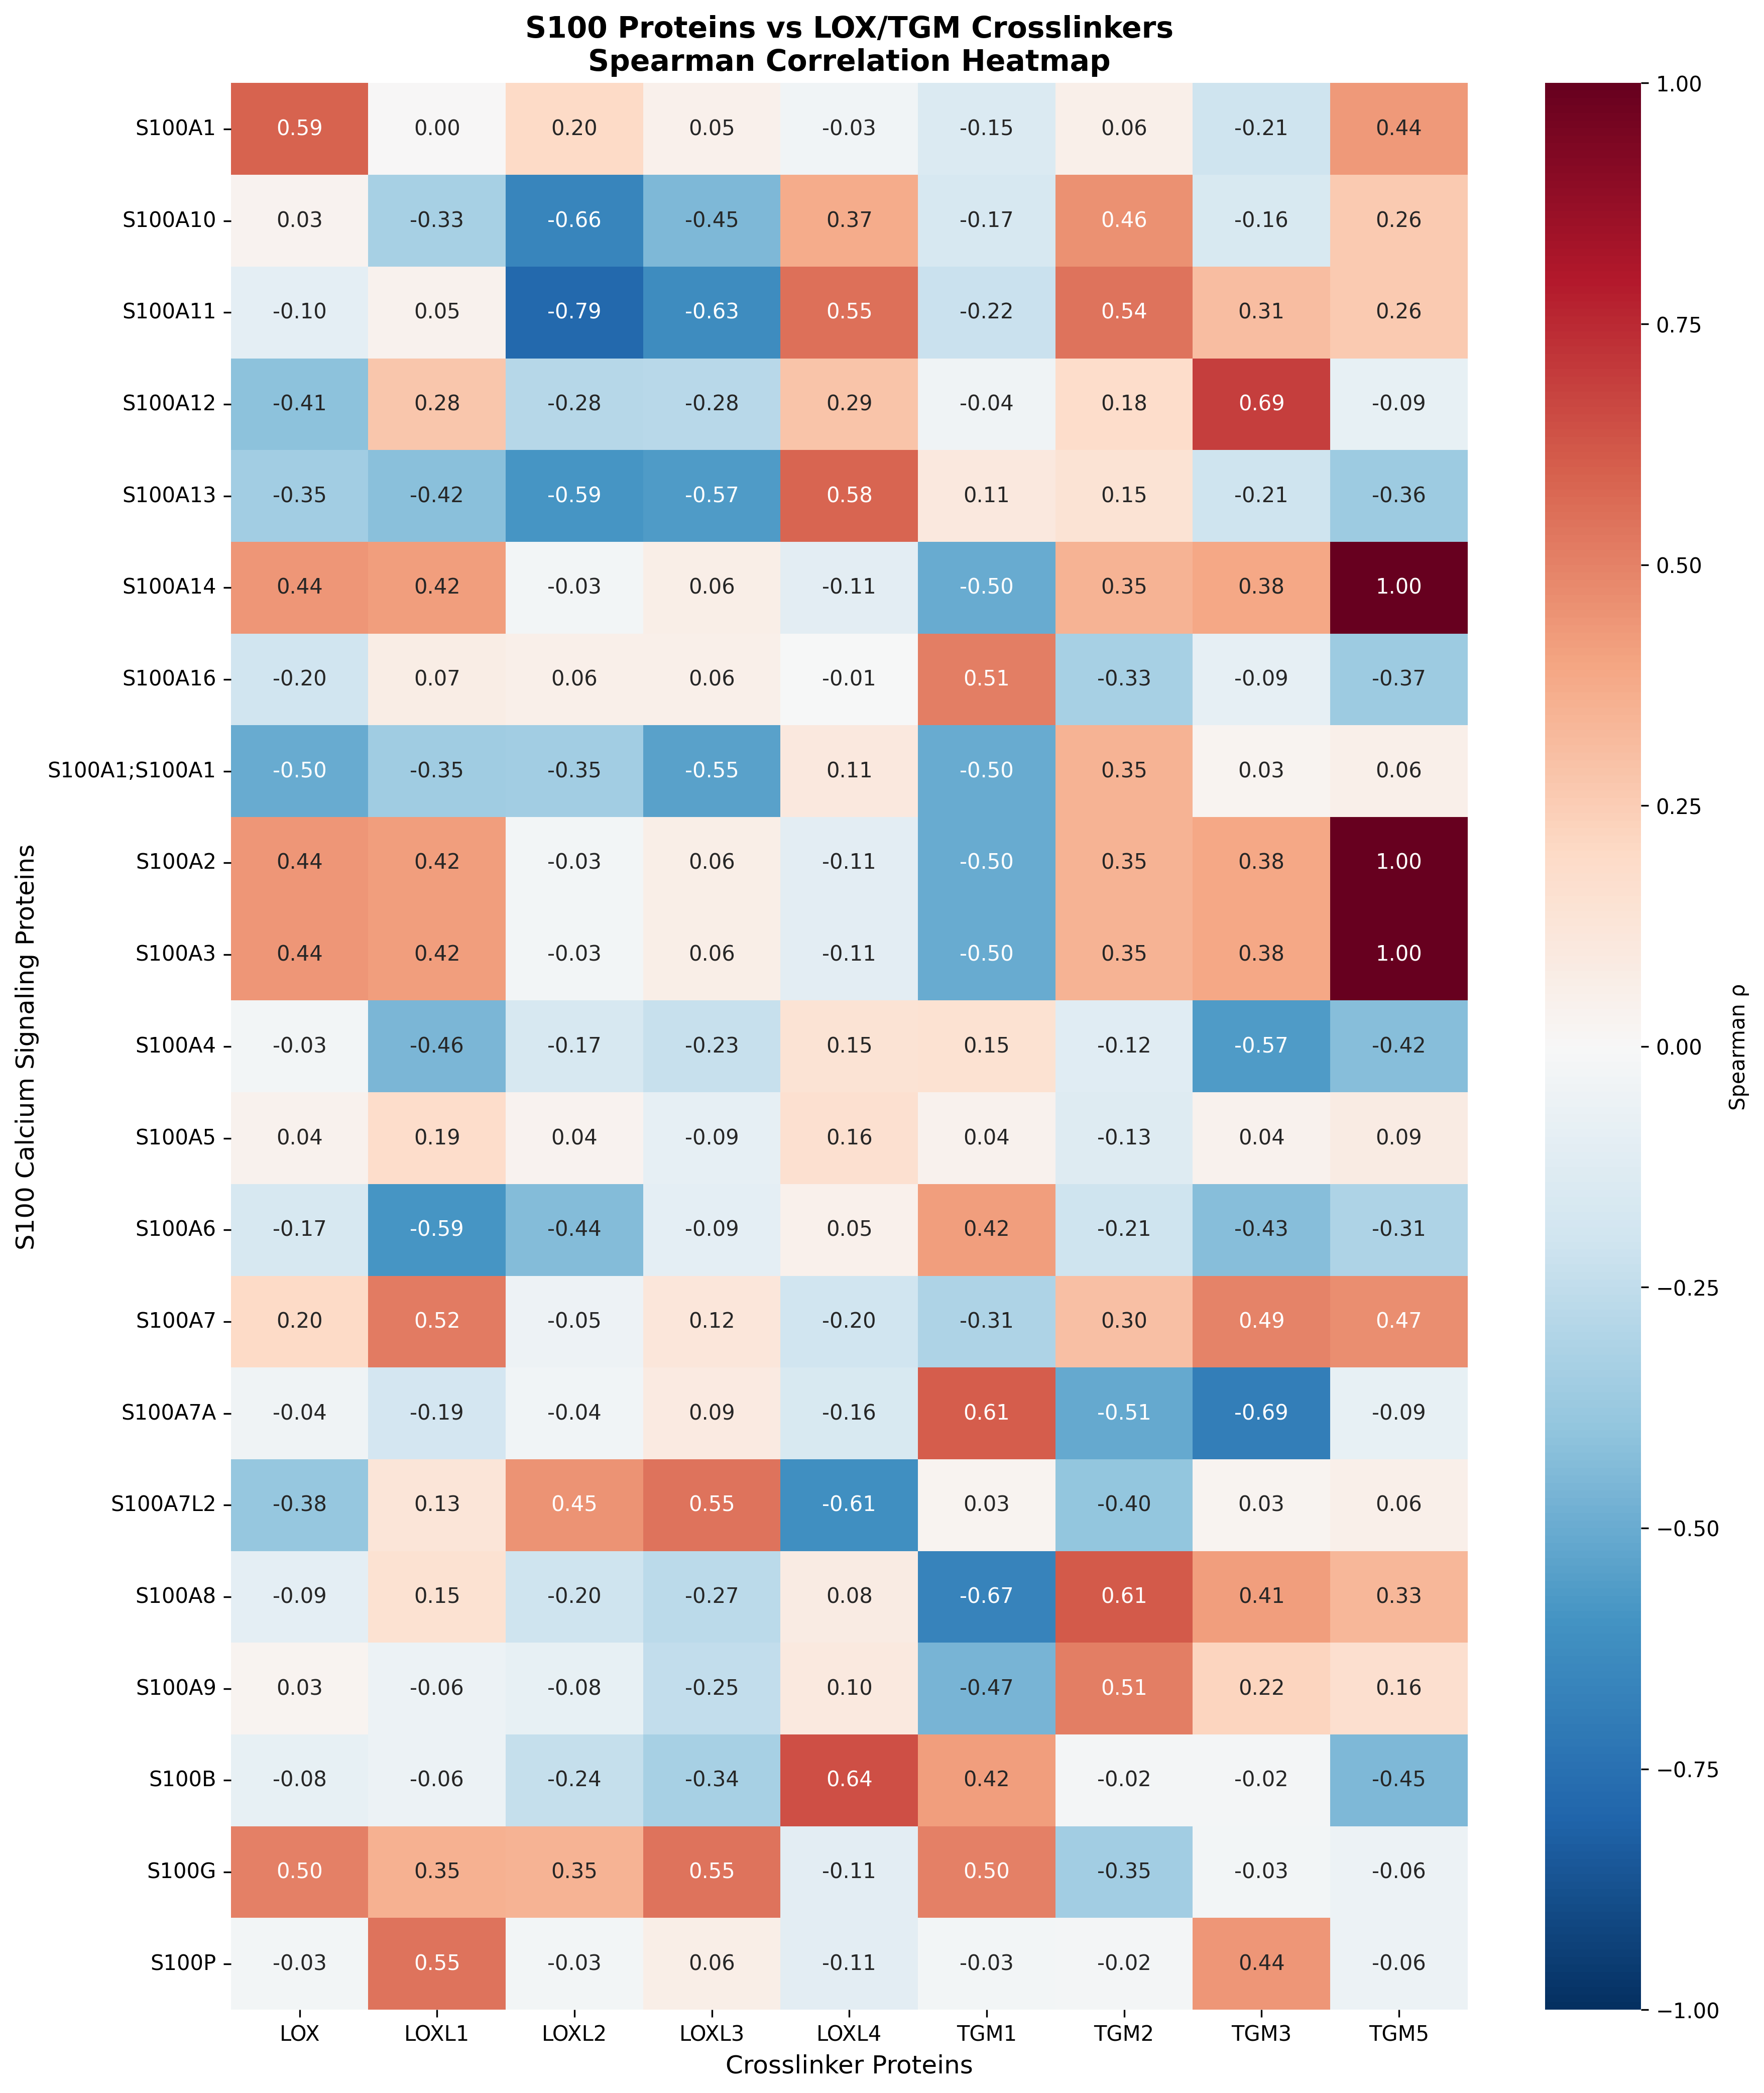 S100 Proteins vs LOX/TGM Crosslinkers
Spearman Correlation Heatmap
S100 Calcium Signaling Proteins
S100A1 0.59 0.00 0.20 0.05 -0.03 -0.15 0.06 -0.21 0.44
S100A10 0.03 -0.33 -0.66 -0.45 0.37 -0.17 0.46 -0.16 0.26
S100A11 -0.10 0.05 -0.79 -0.63 0.55 -0.22 0.54 0.31 0.26
S100A12 -0.41 0.28 -0.28 -0.28 0.29 -0.04 0.18 0.69 -0.09
S100A13 -0.35 -0.42 -0.59 -0.57 0.58 0.11 0.15 -0.21 -0.36
S100A14 0.44 0.42 -0.03 0.06 -0.11 -0.50 0.35 0.38 1.00
S100A16 -0.20 0.07 0.06 0.06 -0.01 0.51 -0.33 -0.09 -0.37
S100A1;S100A1 -0.50 -0.35 -0.35 -0.55 0.11 -0.50 0.35 0.03 0.06
S100A2 0.44 0.42 -0.03 0.06 -0.11 -0.50 0.35 0.38 1.00
S100A3 0.44 0.42 -0.03 0.06 -0.11 -0.50 0.35 0.38 1.00
S100A4 -0.03 -0.46 -0.17 -0.23 0.15 0.15 -0.12 -0.57 -0.42
S100A5 0.04 0.19 0.04 -0.09 0.16 0.04 -0.13 0.04 0.09
S100A6 -0.17 -0.59 -0.44 -0.09 0.05 0.42 -0.21 -0.43 -0.31
S100A7 0.20 0.52 -0.05 0.12 -0.20 -0.31 0.30 0.49 0.47
S100A7A -0.04 -0.19 -0.04 0.09 -0.16 0.61 -0.51 -0.69 -0.09
S100A7L2 -0.38 0.13 0.45 0.55 -0.61 0.03 -0.40 0.03 0.06
S100A8 -0.09 0.15 -0.20 -0.27 0.08 -0.67 0.61 0.41 0.33
S100A9 0.03 -0.06 -0.08 -0.25 0.10 -0.47 0.51 0.22 0.16
S100B -0.08 -0.06 -0.24 -0.34 0.64 0.42 -0.02 -0.02 -0.45
S100G 0.50 0.35 0.35 0.55 -0.11 0.50 -0.35 -0.03 -0.06
S100P -0.03 0.55 -0.03 0.06 -0.11 -0.03 -0.02 0.44 -0.06
LOX LOXL1 LOXL2 LOXL3 LOXL4 TGM1 TGM2 TGM3 TGM5
Crosslinker Proteins
1.00
0.75
0.50
0.25
0.00
−0.25
−0.50
−0.75
−1.00
Spearman ρ